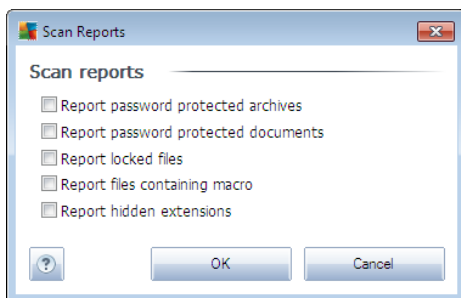 Scan Reports
Scan reports
Report password protected archives
Report password protected documents
Report locked files
Report files containing macro
Report hidden extensions
?
OK
Cancel